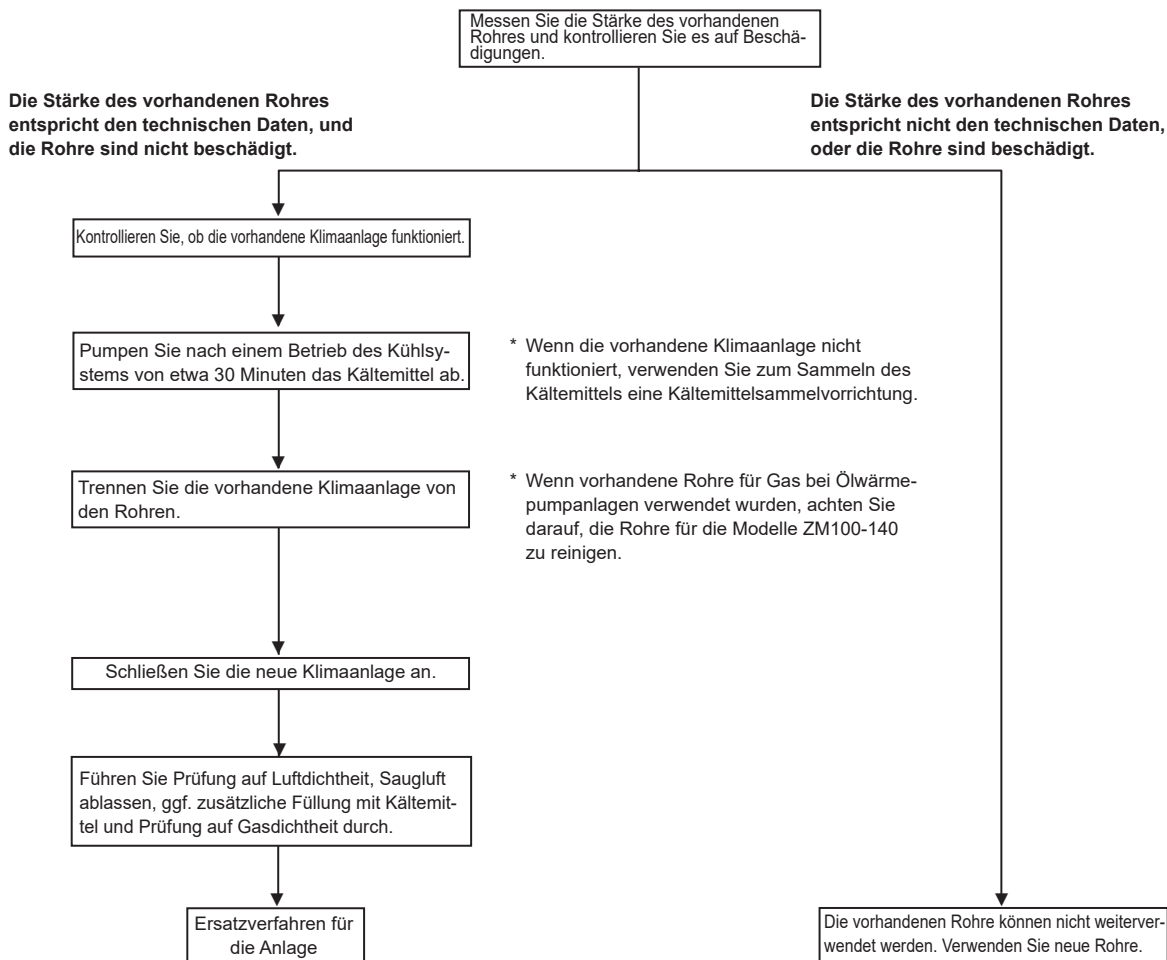 Messen Sie die Stärke des vorhandenen
Rohres und kontrollieren Sie es auf Beschä-
digungen.
Die Stärke des vorhandenen Rohres
entspricht den technischen Daten, und
die Rohre sind nicht beschädigt.
Die Stärke des vorhandenen Rohres
entspricht nicht den technischen Daten,
oder die Rohre sind beschädigt.
Kontrollieren Sie, ob die vorhandene Klimaanlage funktioniert.
Pumpen Sie nach einem Betrieb des Kühlsy-
stems von etwa 30 Minuten das Kältemittel ab.
* Wenn die vorhandene Klimaanlage nicht
funktioniert, verwenden Sie zum Sammeln des
Kältemittels eine Kältemittelsammelvorrichtung.
Trennen Sie die vorhandene Klimaanlage von
den Rohren.
* Wenn vorhandene Rohre für Gas bei Ölwärme-
pumpanlagen verwendet wurden, achten Sie
darauf, die Rohre für die Modelle ZM100-140
zu reinigen.
Schließen Sie die neue Klimaanlage an.
Führen Sie Prüfung auf Luftdichtheit, Saugluft
ablassen, ggf. zusätzliche Füllung mit Kältemit-
tel und Prüfung auf Gasdichtheit durch.
Ersatzverfahren für
die Anlage
Die vorhandenen Rohre können nicht weiterver-
wendet werden. Verwenden Sie neue Rohre.